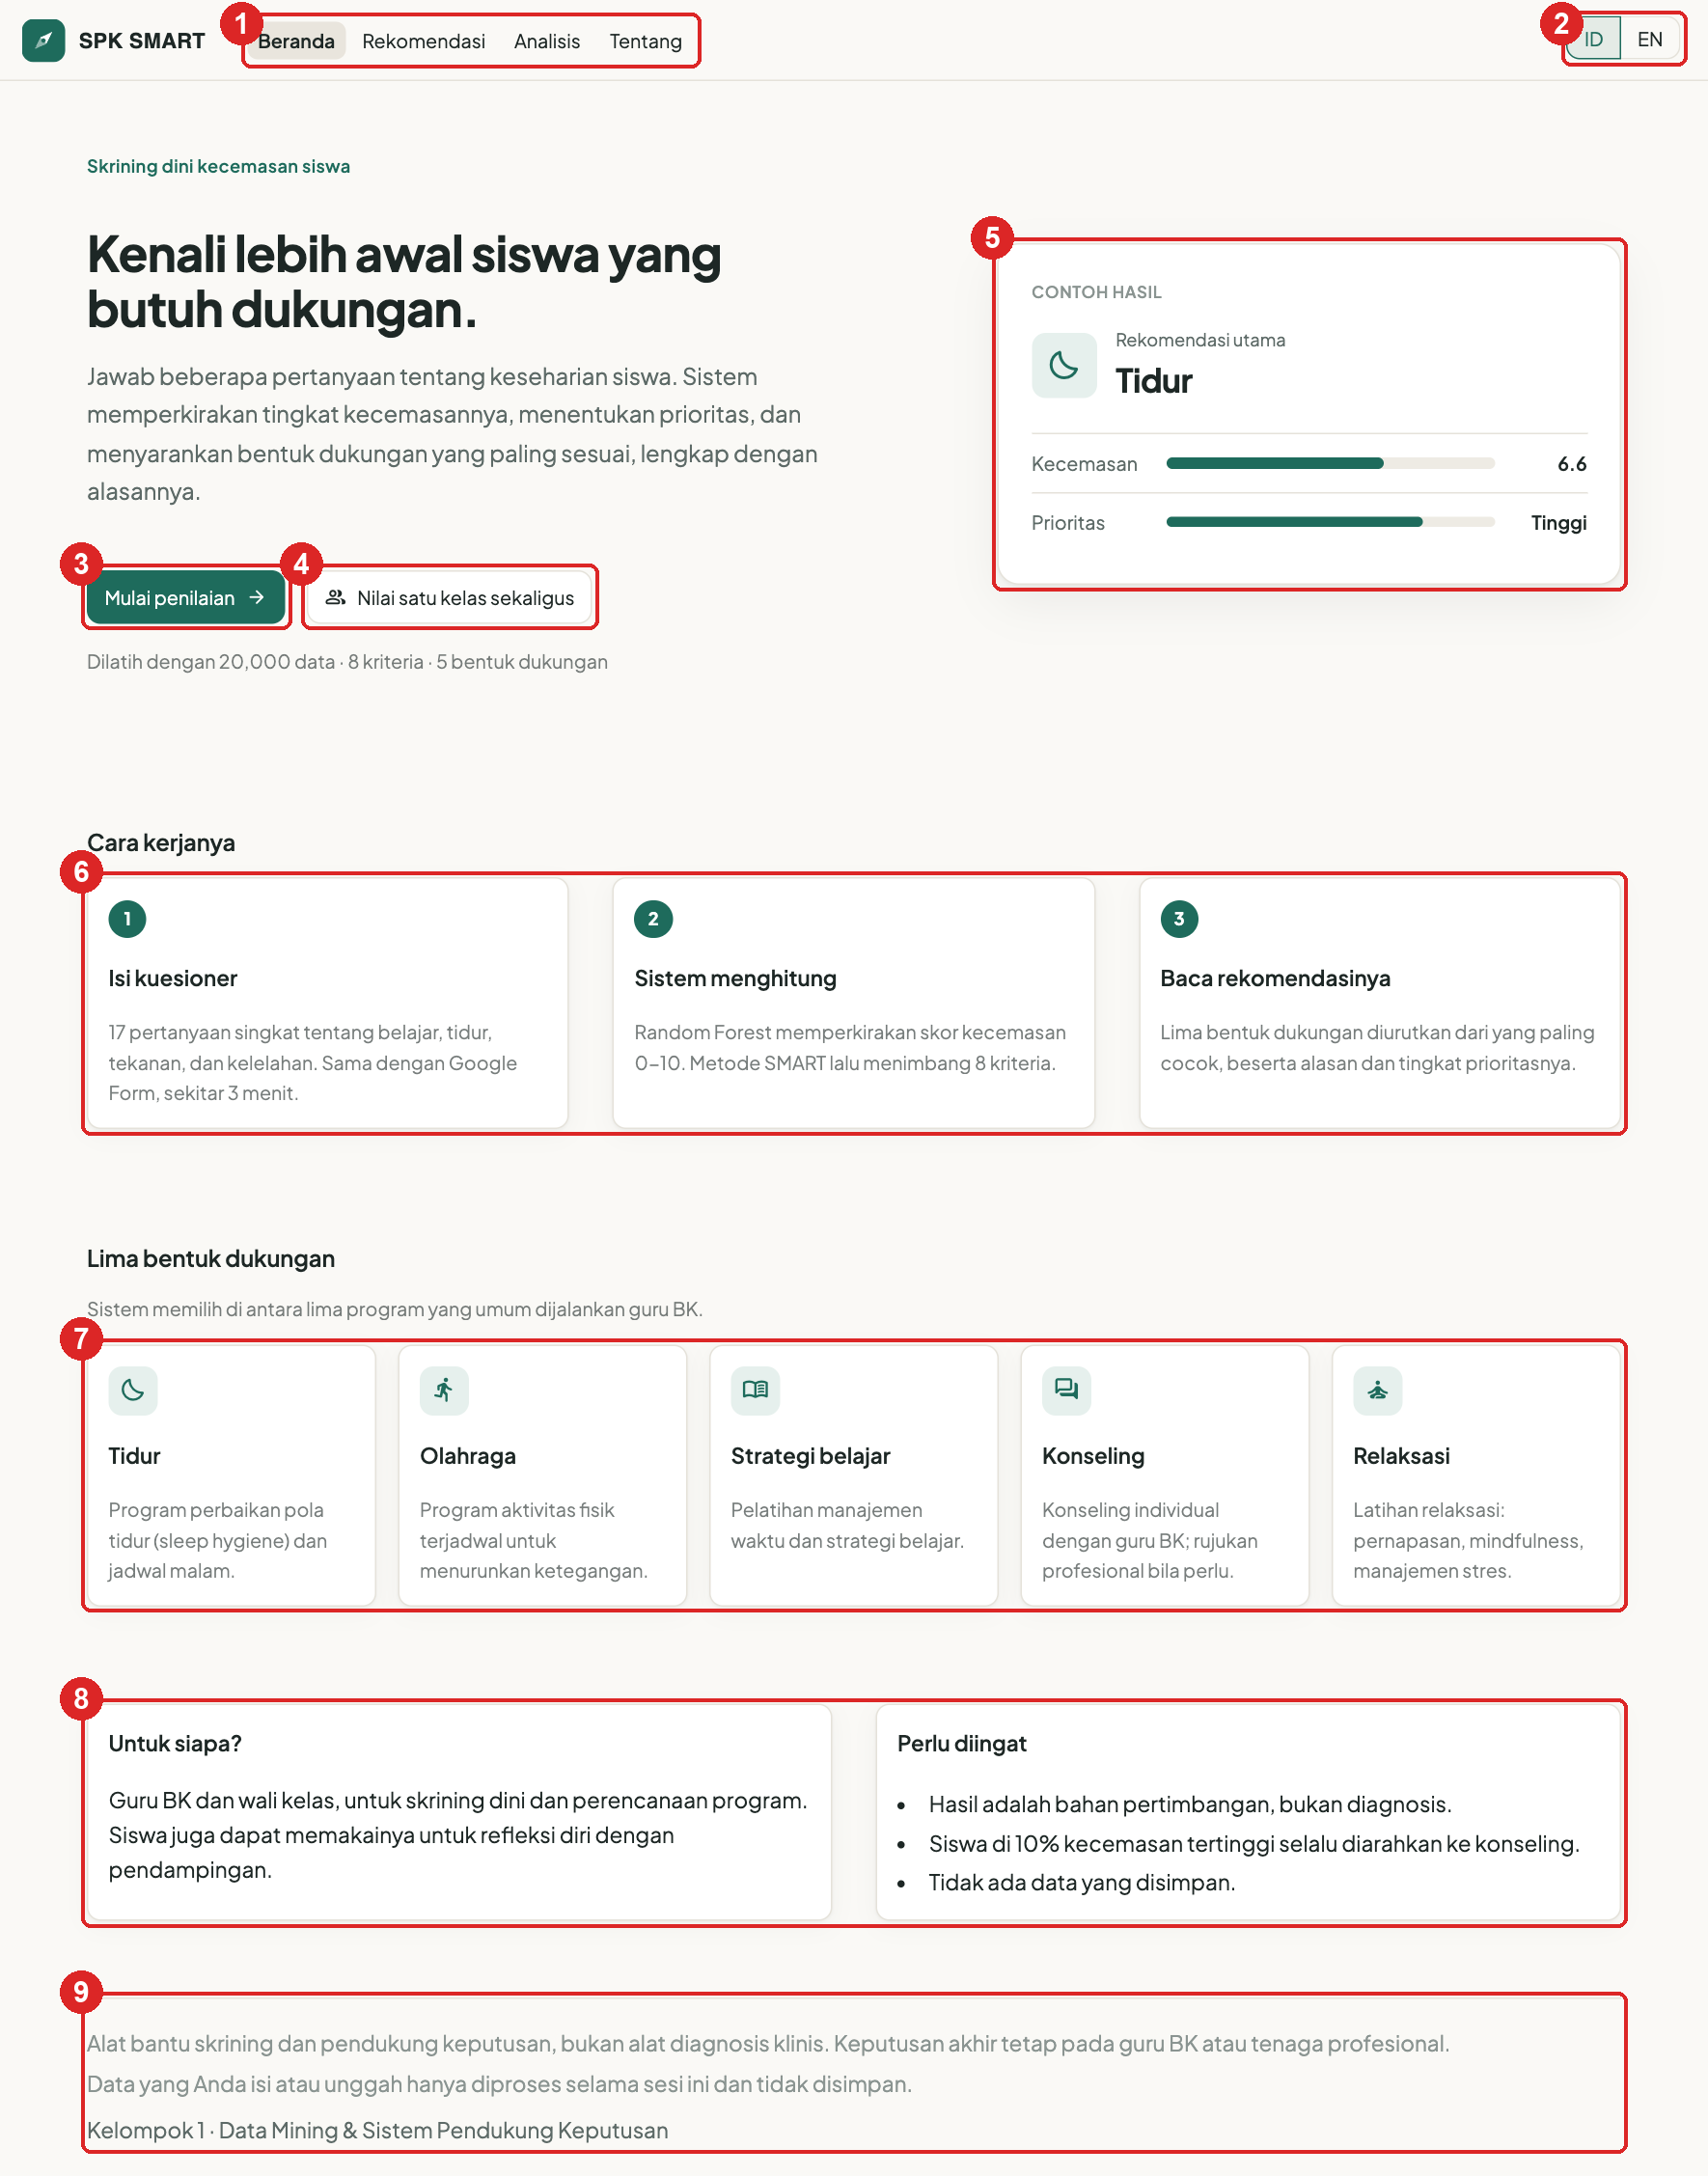 SPK SMART
1
Beranda
Rekomendasi
Analisis
Tentang
2
ID
EN
Skrining dini kecemasan siswa
Kenali lebih awal siswa yang
butuh dukungan.
Jawab beberapa pertanyaan tentang keseharian siswa. Sistem
memperkirakan tingkat kecemasannya, menentukan prioritas, dan
menyarankan bentuk dukungan yang paling sesuai, lengkap dengan
alasannya.
3
Mulai penilaian →
4
Nilai satu kelas sekaligus
Dilatih dengan 20,000 data · 8 kriteria · 5 bentuk dukungan
5
CONTOH HASIL
Rekomendasi utama
Tidur
Kecemasan 6.6
Prioritas Tinggi
Cara kerjanya
6
1
Isi kuesioner
17 pertanyaan singkat tentang belajar, tidur,
tekanan, dan kelelahan. Sama dengan Google
Form, sekitar 3 menit.
2
Sistem menghitung
Random Forest memperkirakan skor kecemasan
0–10. Metode SMART lalu menimbang 8 kriteria.
3
Baca rekomendasinya
Lima bentuk dukungan diurutkan dari yang paling
cocok, beserta alasan dan tingkat prioritasnya.
Lima bentuk dukungan
Sistem memilih di antara lima program yang umum dijalankan guru BK.
7
Tidur
Program perbaikan pola
tidur (sleep hygiene) dan
jadwal malam.
Olahraga
Program aktivitas fisik
terjadwal untuk
menurunkan ketegangan.
Strategi belajar
Pelatihan manajemen
waktu dan strategi belajar.
Konseling
Konseling individual
dengan guru BK; rujukan
profesional bila perlu.
Relaksasi
Latihan relaksasi:
pernapasan, mindfulness,
manajemen stres.
8
Untuk siapa?
Guru BK dan wali kelas, untuk skrining dini dan perencanaan program.
Siswa juga dapat memakainya untuk refleksi diri dengan
pendampingan.
Perlu diingat
• Hasil adalah bahan pertimbangan, bukan diagnosis.
• Siswa di 10% kecemasan tertinggi selalu diarahkan ke konseling.
• Tidak ada data yang disimpan.
9
Alat bantu skrining dan pendukung keputusan, bukan alat diagnosis klinis. Keputusan akhir tetap pada guru BK atau tenaga profesional.
Data yang Anda isi atau unggah hanya diproses selama sesi ini dan tidak disimpan.
Kelompok 1 · Data Mining & Sistem Pendukung Keputusan